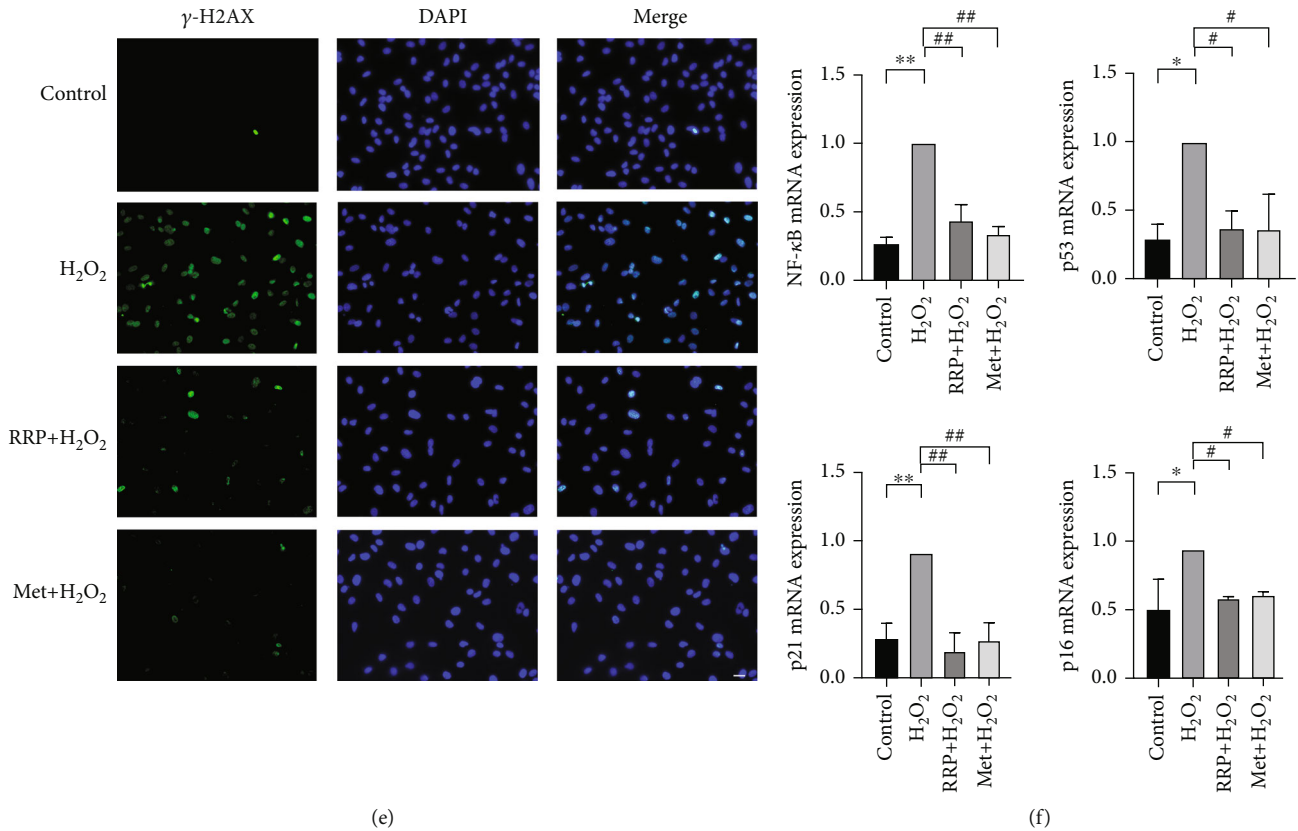 γ-H2AX
DAPI
Merge
Control
H₂O₂
RRP+H₂O₂
Met+H₂O₂
(e)
##
##
**
1.5
1.0
0.5
0.0
NF-κB mRNA expression
Control
H₂O₂
RRP+H₂O₂
Met+H₂O₂
#
#
*
1.5
1.0
0.5
0.0
p53 mRNA expression
Control
H₂O₂
RRP+H₂O₂
Met+H₂O₂
##
##
**
1.5
1.0
0.5
0.0
p21 mRNA expression
Control
H₂O₂
RRP+H₂O₂
Met+H₂O₂
#
#
*
1.5
1.0
0.5
0.0
p16 mRNA expression
Control
H₂O₂
RRP+H₂O₂
Met+H₂O₂
(f)